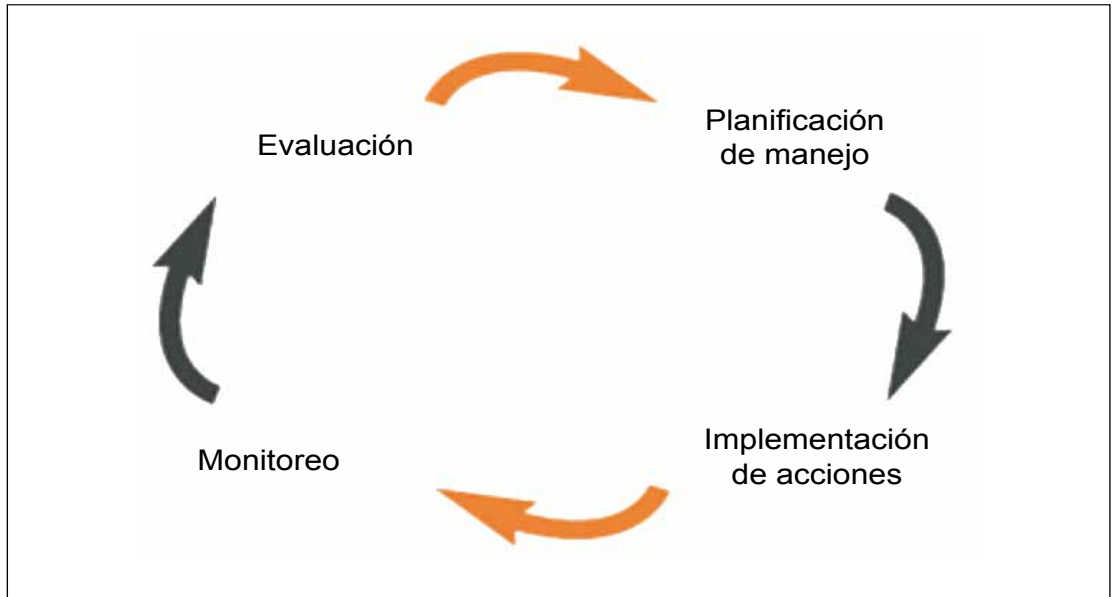 Evaluación
Planificación
de manejo
Monitoreo
Implementación
de acciones